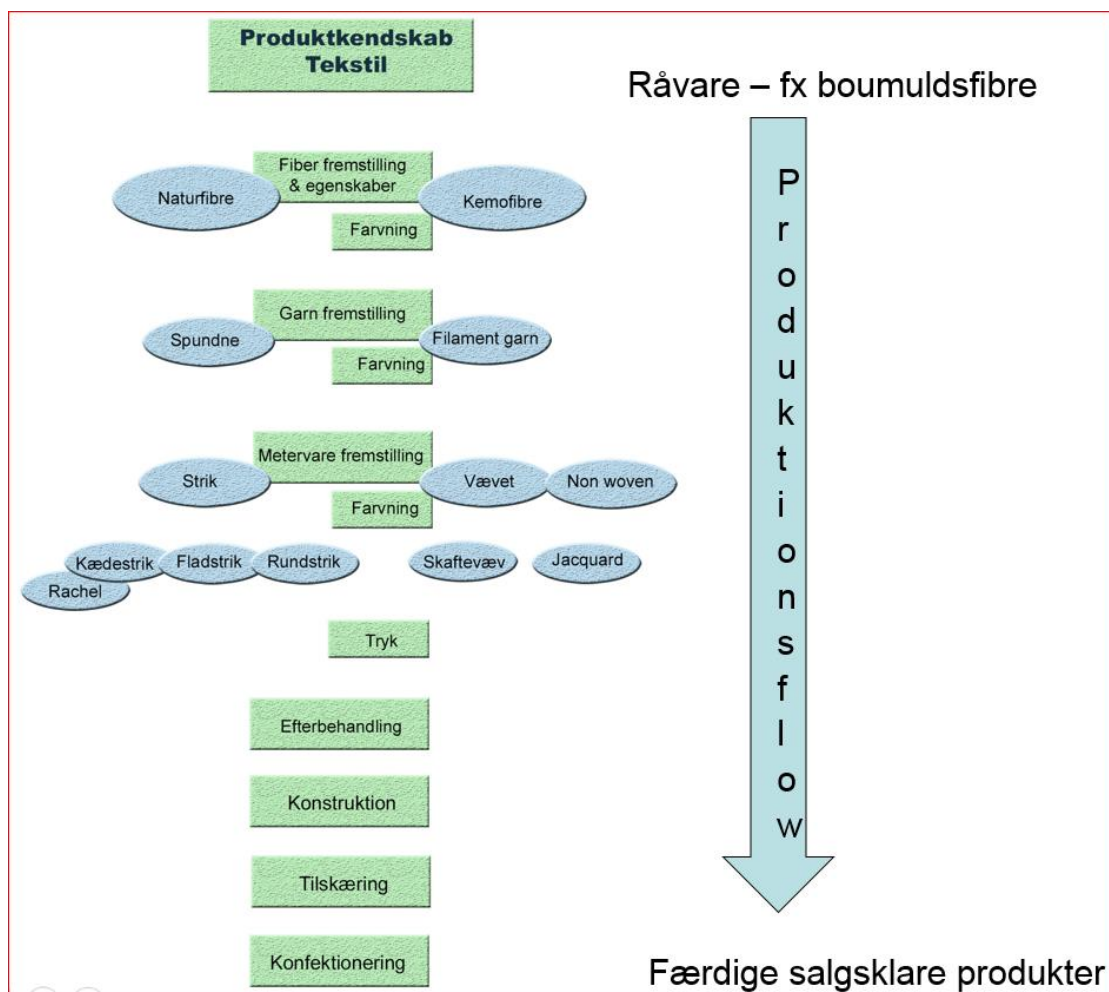 Produktkendskab
Tekstil
Råvare – fx boumuldsfibre
Fiber fremstilling
& egenskaber
Naturfibre
Kemofibre
Farvning
Garn fremstilling
Spundne
Filament garn
Farvning
Metervare fremstilling
Strik
Vævet
Non woven
Farvning
Kædestrik
Fladstrik
Rundstrik
Skaftevæv
Jacquard
Rachel
Tryk
Efterbehandling
Konstruktion
Tilskæring
Konfektionering
Produktionsflow
Færdige salgsklare produkter